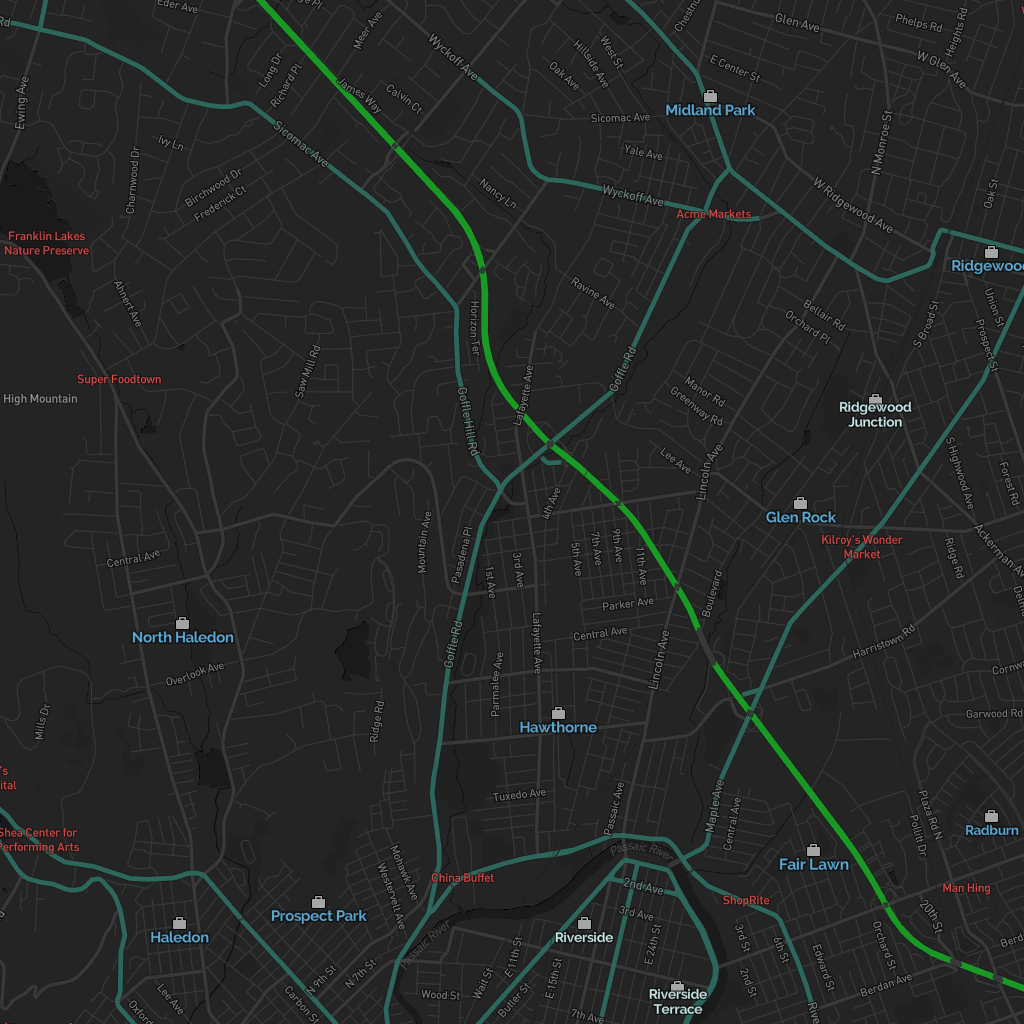 Eder Ave
Meer Ave
Glen Ave
Phelps Rd
Heights Rd
Rd
Wyckoff Ave
Hillside Ave
West St
Oak Ave
E Center St
W Glen Ave
Long Dr
Richard Pl
James Way
Calvin Ct
Ewing Ave
Midland Park
Sicomac Ave
N Monroe St
Sicomac Ave
Ivy Ln
Charnwood Dr
Yale Ave
Birchwood Dr
Frederick Ct
Nancy Ln
Wyckoff Ave
W Ridgewood Ave
Oak St
Acme Markets
Franklin Lakes
Nature Preserve
Ridgewood
Ahnert Ave
Ravine Ave
Union St
Horizon Ter
Bellair Rd
Orchard Pl
S Broad St
Prospect St
Saw Mill Rd
Super Foodtown
Goffle Rd
High Mountain
Lafayette Ave
Manor Rd
Greenway Rd
Ridgewood
Junction
Goffle Hill Rd
Lee Ave
Lincoln Ave
S Highwood Ave
Forest Rd
4th Ave
Glen Rock
Mountain Ave
Pasadena Pl
Kilroy's Wonder
Market
Ackerman Ave
Central Ave
3rd Ave
5th Ave
7th Ave
9th Ave
11th Ave
Ridge Rd
1st Ave
Boulevard
Parker Ave
North Haledon
Central Ave
Goffle Rd
Lafayette Ave
Lincoln Ave
Harristown Rd
Overlook Ave
Parmalee Ave
Mills Dr
Ridge Rd
Hawthorne
Garwood Rd
Tuxedo Ave
Passaic Ave
Maple Ave
Central Ave
Plaza Rd N
Pollitt Dr
Radburn
Shea Center for
Performing Arts
Passaic River
Fair Lawn
Mohawk Ave
Westervelt Ave
China Buffet
2nd Ave
ShopRite
Man Hing
Prospect Park
3rd Ave
20th St
Haledon
Riverside
E 24th St
3rd St
6th St
Orchard St
Passaic River
E 11th St
Wait St
N 9th St
N 7th St
E 15th St
2nd St
Edward St
Berdan Ave
Lee Ave
Carbon St
Wood St
Butler St
Riverside
Terrace
7th Ave